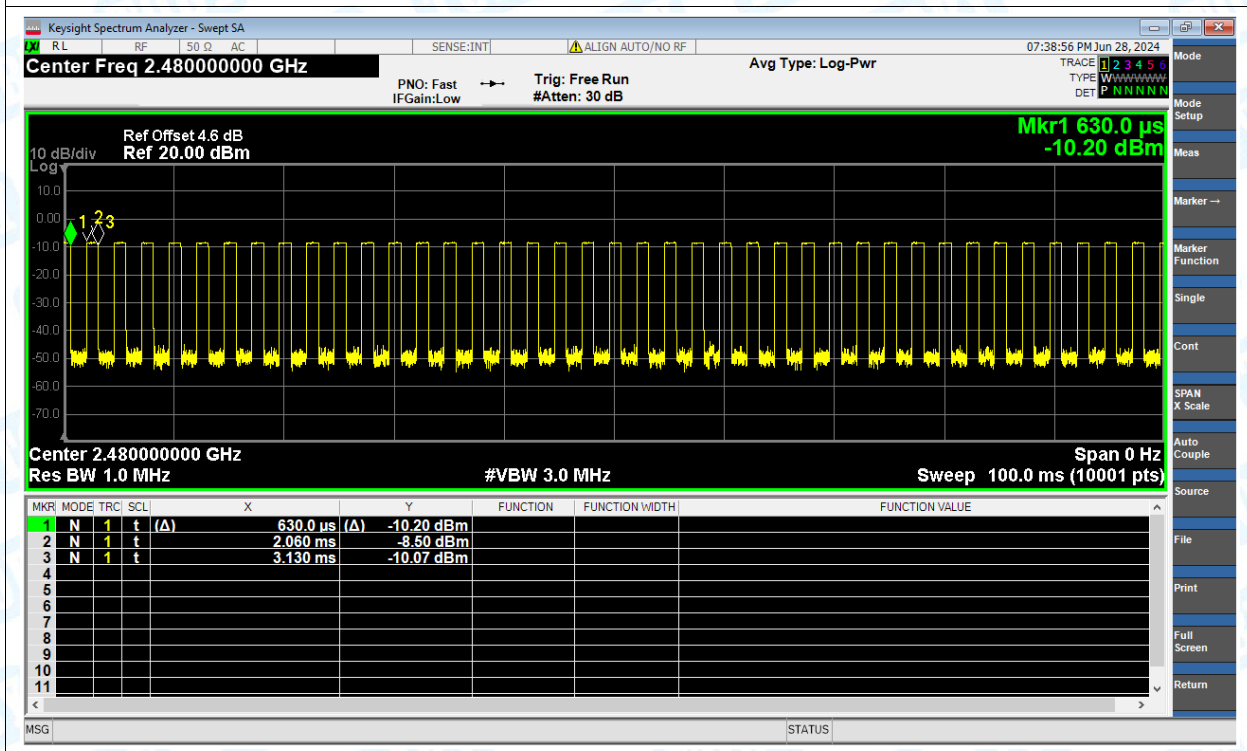 Keysight Spectrum Analyzer - Swept SA
LXI RL RF 50 Ω AC SENSE:INT ALIGN AUTO/NO RF 07:38:56 PM Jun 28, 2024
Center Freq 2.480000000 GHz
PNO: Fast
IFGain:Low
Trig: Free Run
#Atten: 30 dB
Avg Type: Log-Pwr
TRACE 1 2 3 4 5 6
TYPE WWWWWW
DET P N N N N N
Mkr1 630.0 µs
-10.20 dBm
Ref Offset 4.6 dB
10 dB/div Ref 20.00 dBm
Log
10.0
0.00
-10.0
-20.0
-30.0
-40.0
-50.0
-60.0
-70.0
1 2 3
Center 2.480000000 GHz Span 0 Hz
Res BW 1.0 MHz #VBW 3.0 MHz Sweep 100.0 ms (10001 pts)
MKR MODE TRC SCL X Y FUNCTION FUNCTION WIDTH FUNCTION VALUE
1 N 1 t (Δ) 630.0 µs (Δ) -10.20 dBm
2 N 1 t 2.060 ms -8.50 dBm
3 N 1 t 3.130 ms -10.07 dBm
4
5
6
7
8
9
10
11
MSG STATUS
Mode
Mode
Setup
Meas
Marker →
Marker
Function
Single
Cont
SPAN
X Scale
Auto
Couple
Source
File
Print
Full
Screen
Return